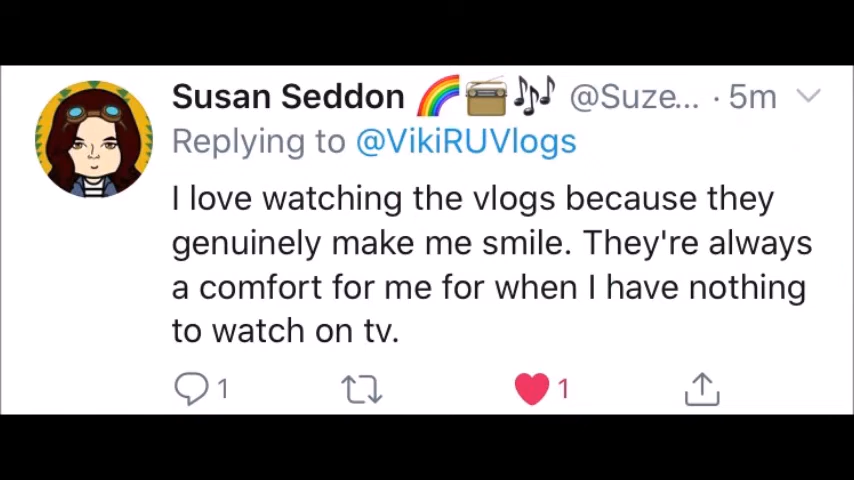 Susan Seddon 🌈📻🎶 @Suze... · 5m
Replying to @VikiRUVlogs
I love watching the vlogs because they
genuinely make me smile. They're always
a comfort for me for when I have nothing
to watch on tv.
1 1